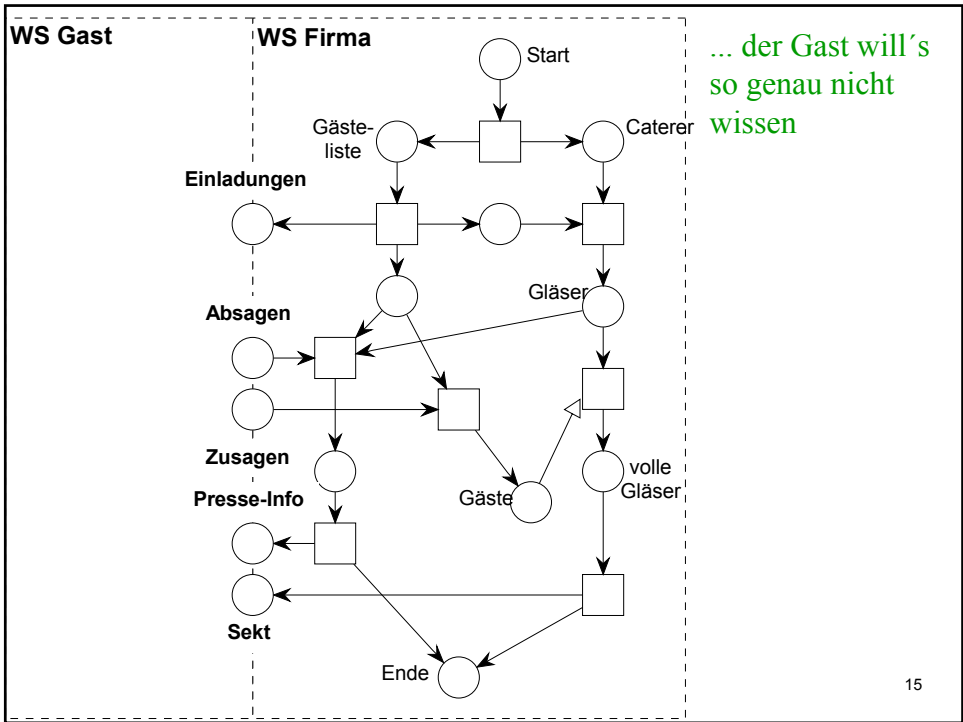 WS Gast
WS Firma
Start
... der Gast will´s
so genau nicht
wissen
Gäste-
liste
Caterer
Einladungen
Gläser
Absagen
Zusagen
volle
Gläser
Gäste
Presse-Info
Sekt
Ende
15